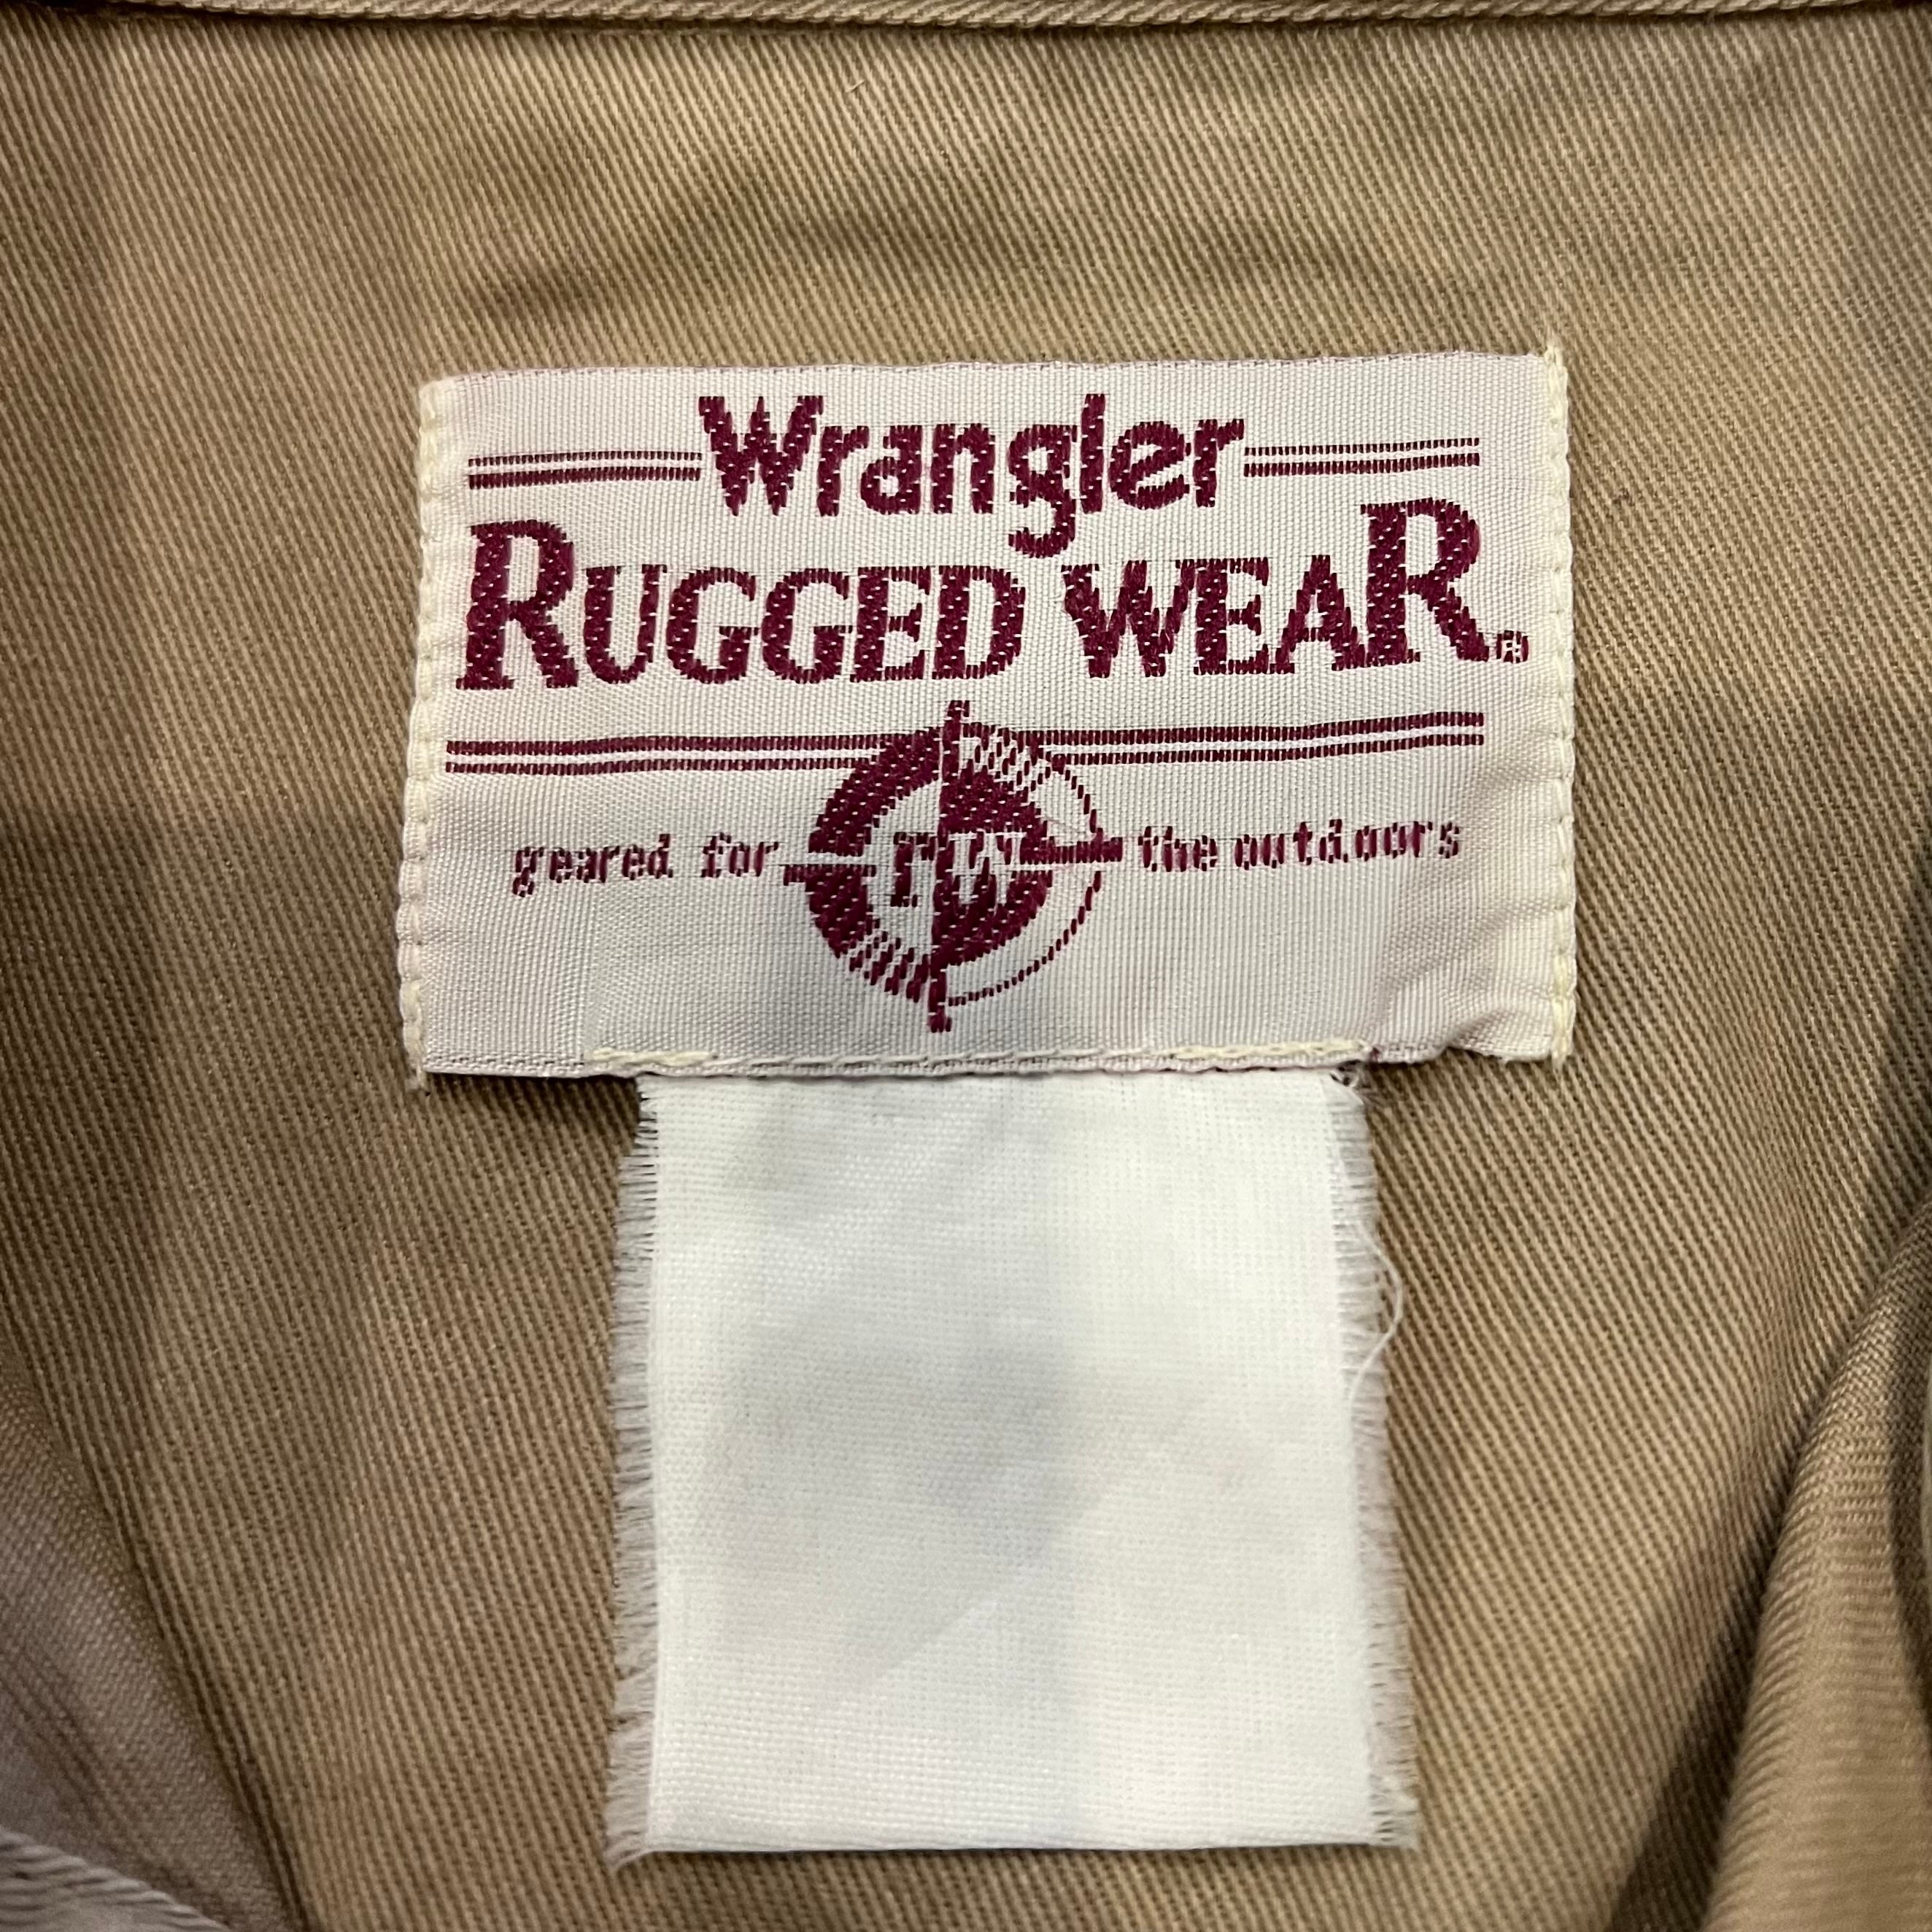 Wrangler
RUGGED WEAR®
geared for rw the outdoors